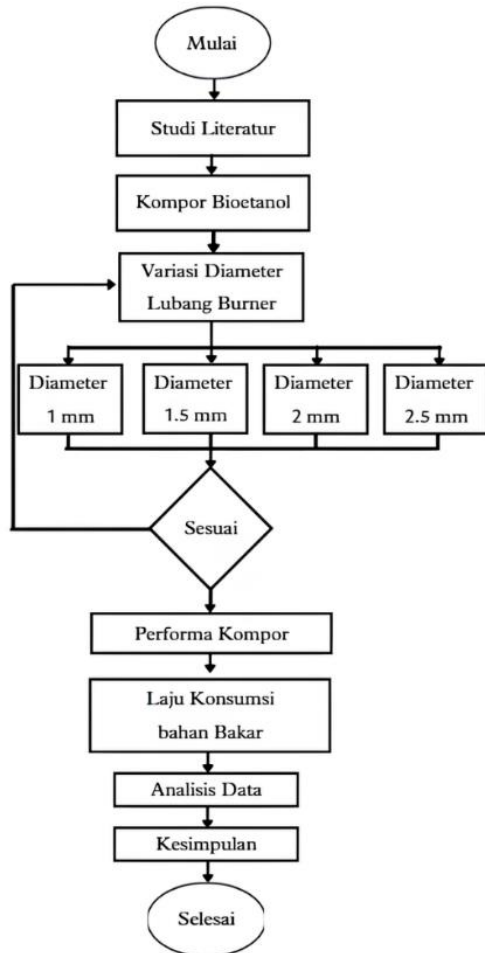 Mulai
Studi Literatur
Kompor Bioetanol
Variasi Diameter
Lubang Burner
Diameter
1 mm
Diameter
1.5 mm
Diameter
2 mm
Diameter
2.5 mm
Sesuai
Performa Kompor
Laju Konsumsi
bahan Bakar
Analisis Data
Kesimpulan
Selesai